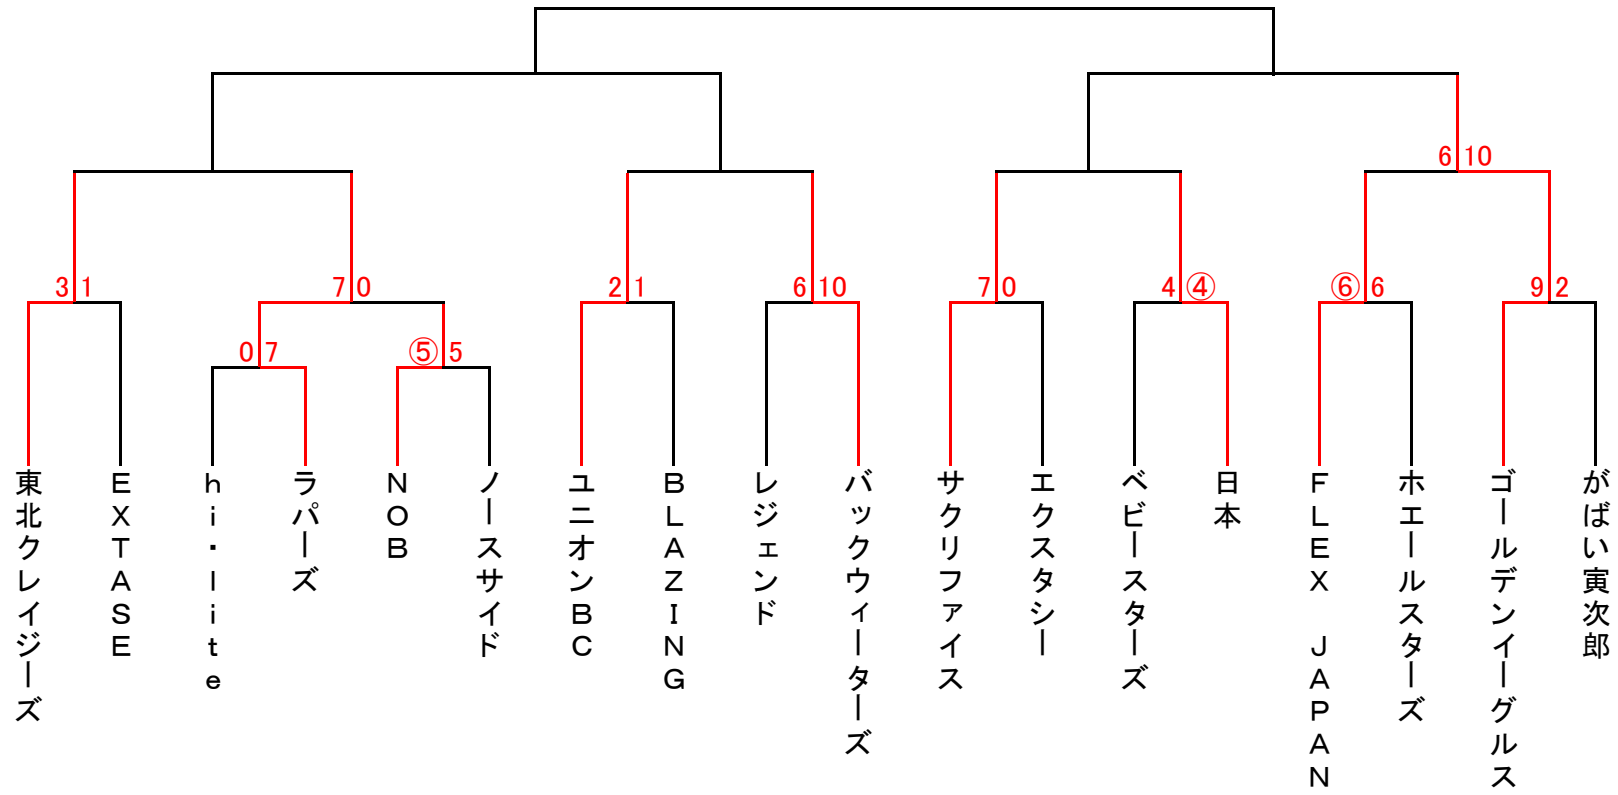 6 10
3 1
7 0
2 1
6 10
7 0
4 ④
⑥ 6
9 2
0 7
⑤ 5
東北クレイジーズ
EXTASE
hi・lite
ラパーズ
NOB
ノースサイド
ユニオンBC
BLAZING
レジェンド
バックウィーターズ
サクリファイス
エクスタシー
ベビースターズ
日本
FLEX JAPAN
ホエールスターズ
ゴールデンイーグルス
がばい寅次郎